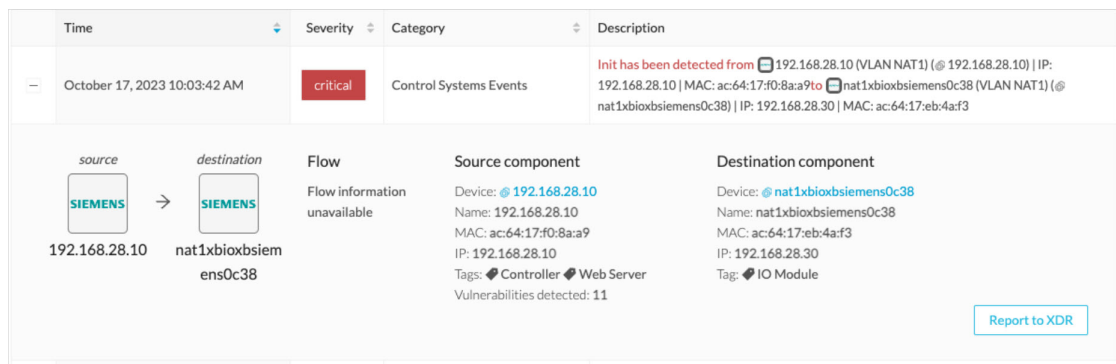 Time Severity Category Description
October 17, 2023 10:03:42 AM critical Control Systems Events
Init has been detected from 192.168.28.10 (VLAN NAT1) ( 192.168.28.10) | IP:
192.168.28.10 | MAC: ac:64:17:f0:8a:a9to nat1xbioxbsiemens0c38 (VLAN NAT1) (
nat1xbioxbsiemens0c38) | IP: 192.168.28.30 | MAC: ac:64:17:eb:4a:f3
source destination
SIEMENS SIEMENS
192.168.28.10 nat1xbioxbsiem
ens0c38
Flow
Flow information
unavailable
Source component
Device: 192.168.28.10
Name: 192.168.28.10
MAC: ac:64:17:f0:8a:a9
IP: 192.168.28.10
Tags: Controller Web Server
Vulnerabilities detected: 11
Destination component
Device: nat1xbioxbsiemens0c38
Name: nat1xbioxbsiemens0c38
MAC: ac:64:17:eb:4a:f3
IP: 192.168.28.30
Tag: IO Module
Report to XDR